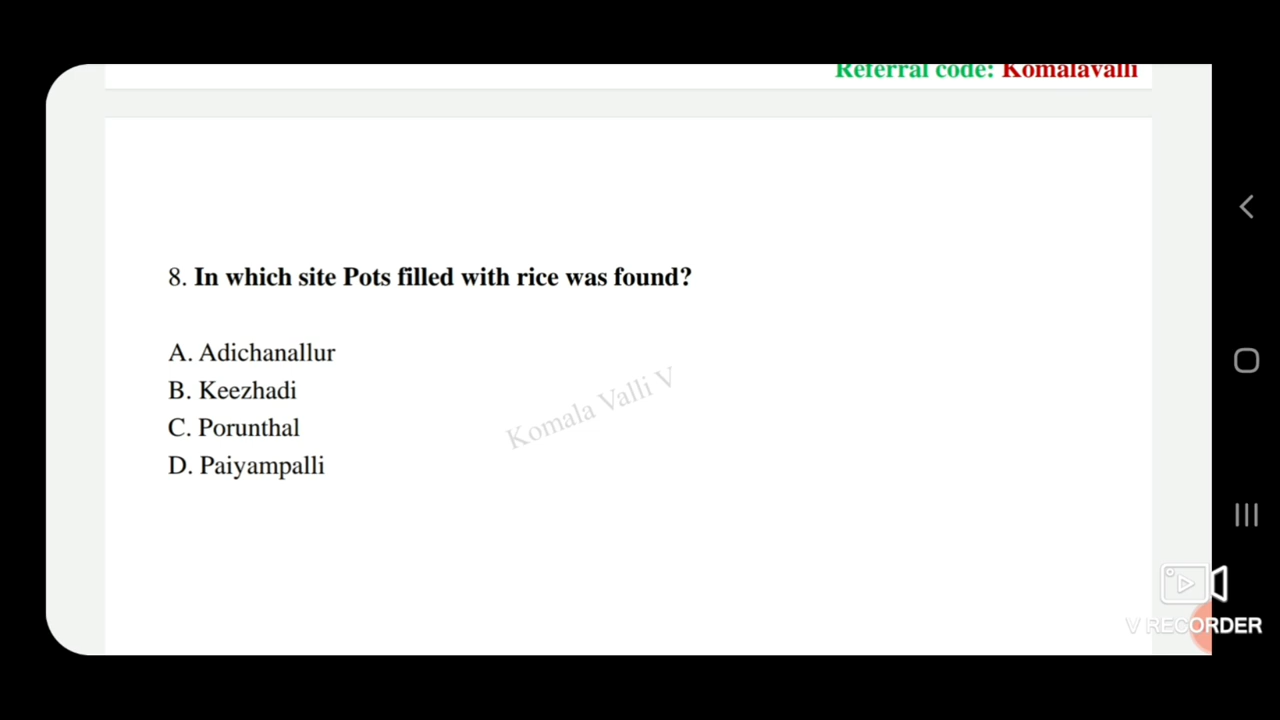 Referral code: Komalavalli
8. In which site Pots filled with rice was found?
A. Adichanallur
B. Keezhadi
C. Porunthal
D. Paiyampalli
Komala Valli V
V RECORDER